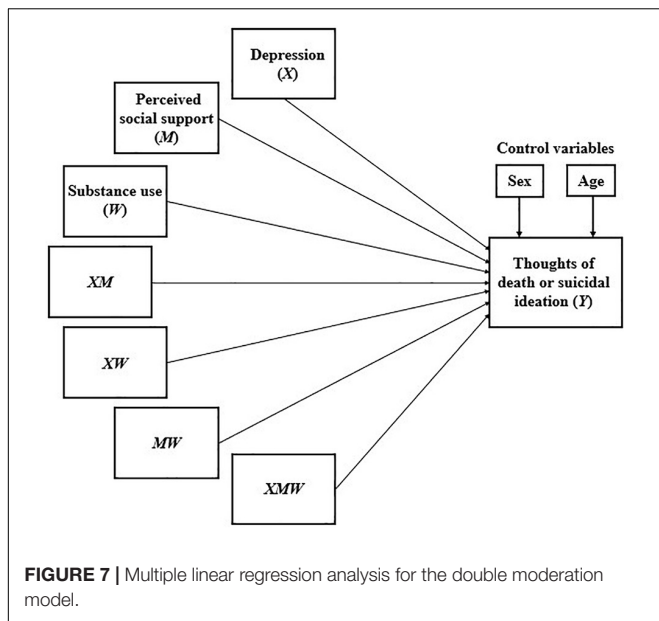 Depression
(X)
Perceived
social support
(M)
Control variables
Sex
Age
Substance use
(W)
Thoughts of
death or suicidal
ideation (Y)
XM
XW
MW
XMW
FIGURE 7 | Multiple linear regression analysis for the double moderation
model.